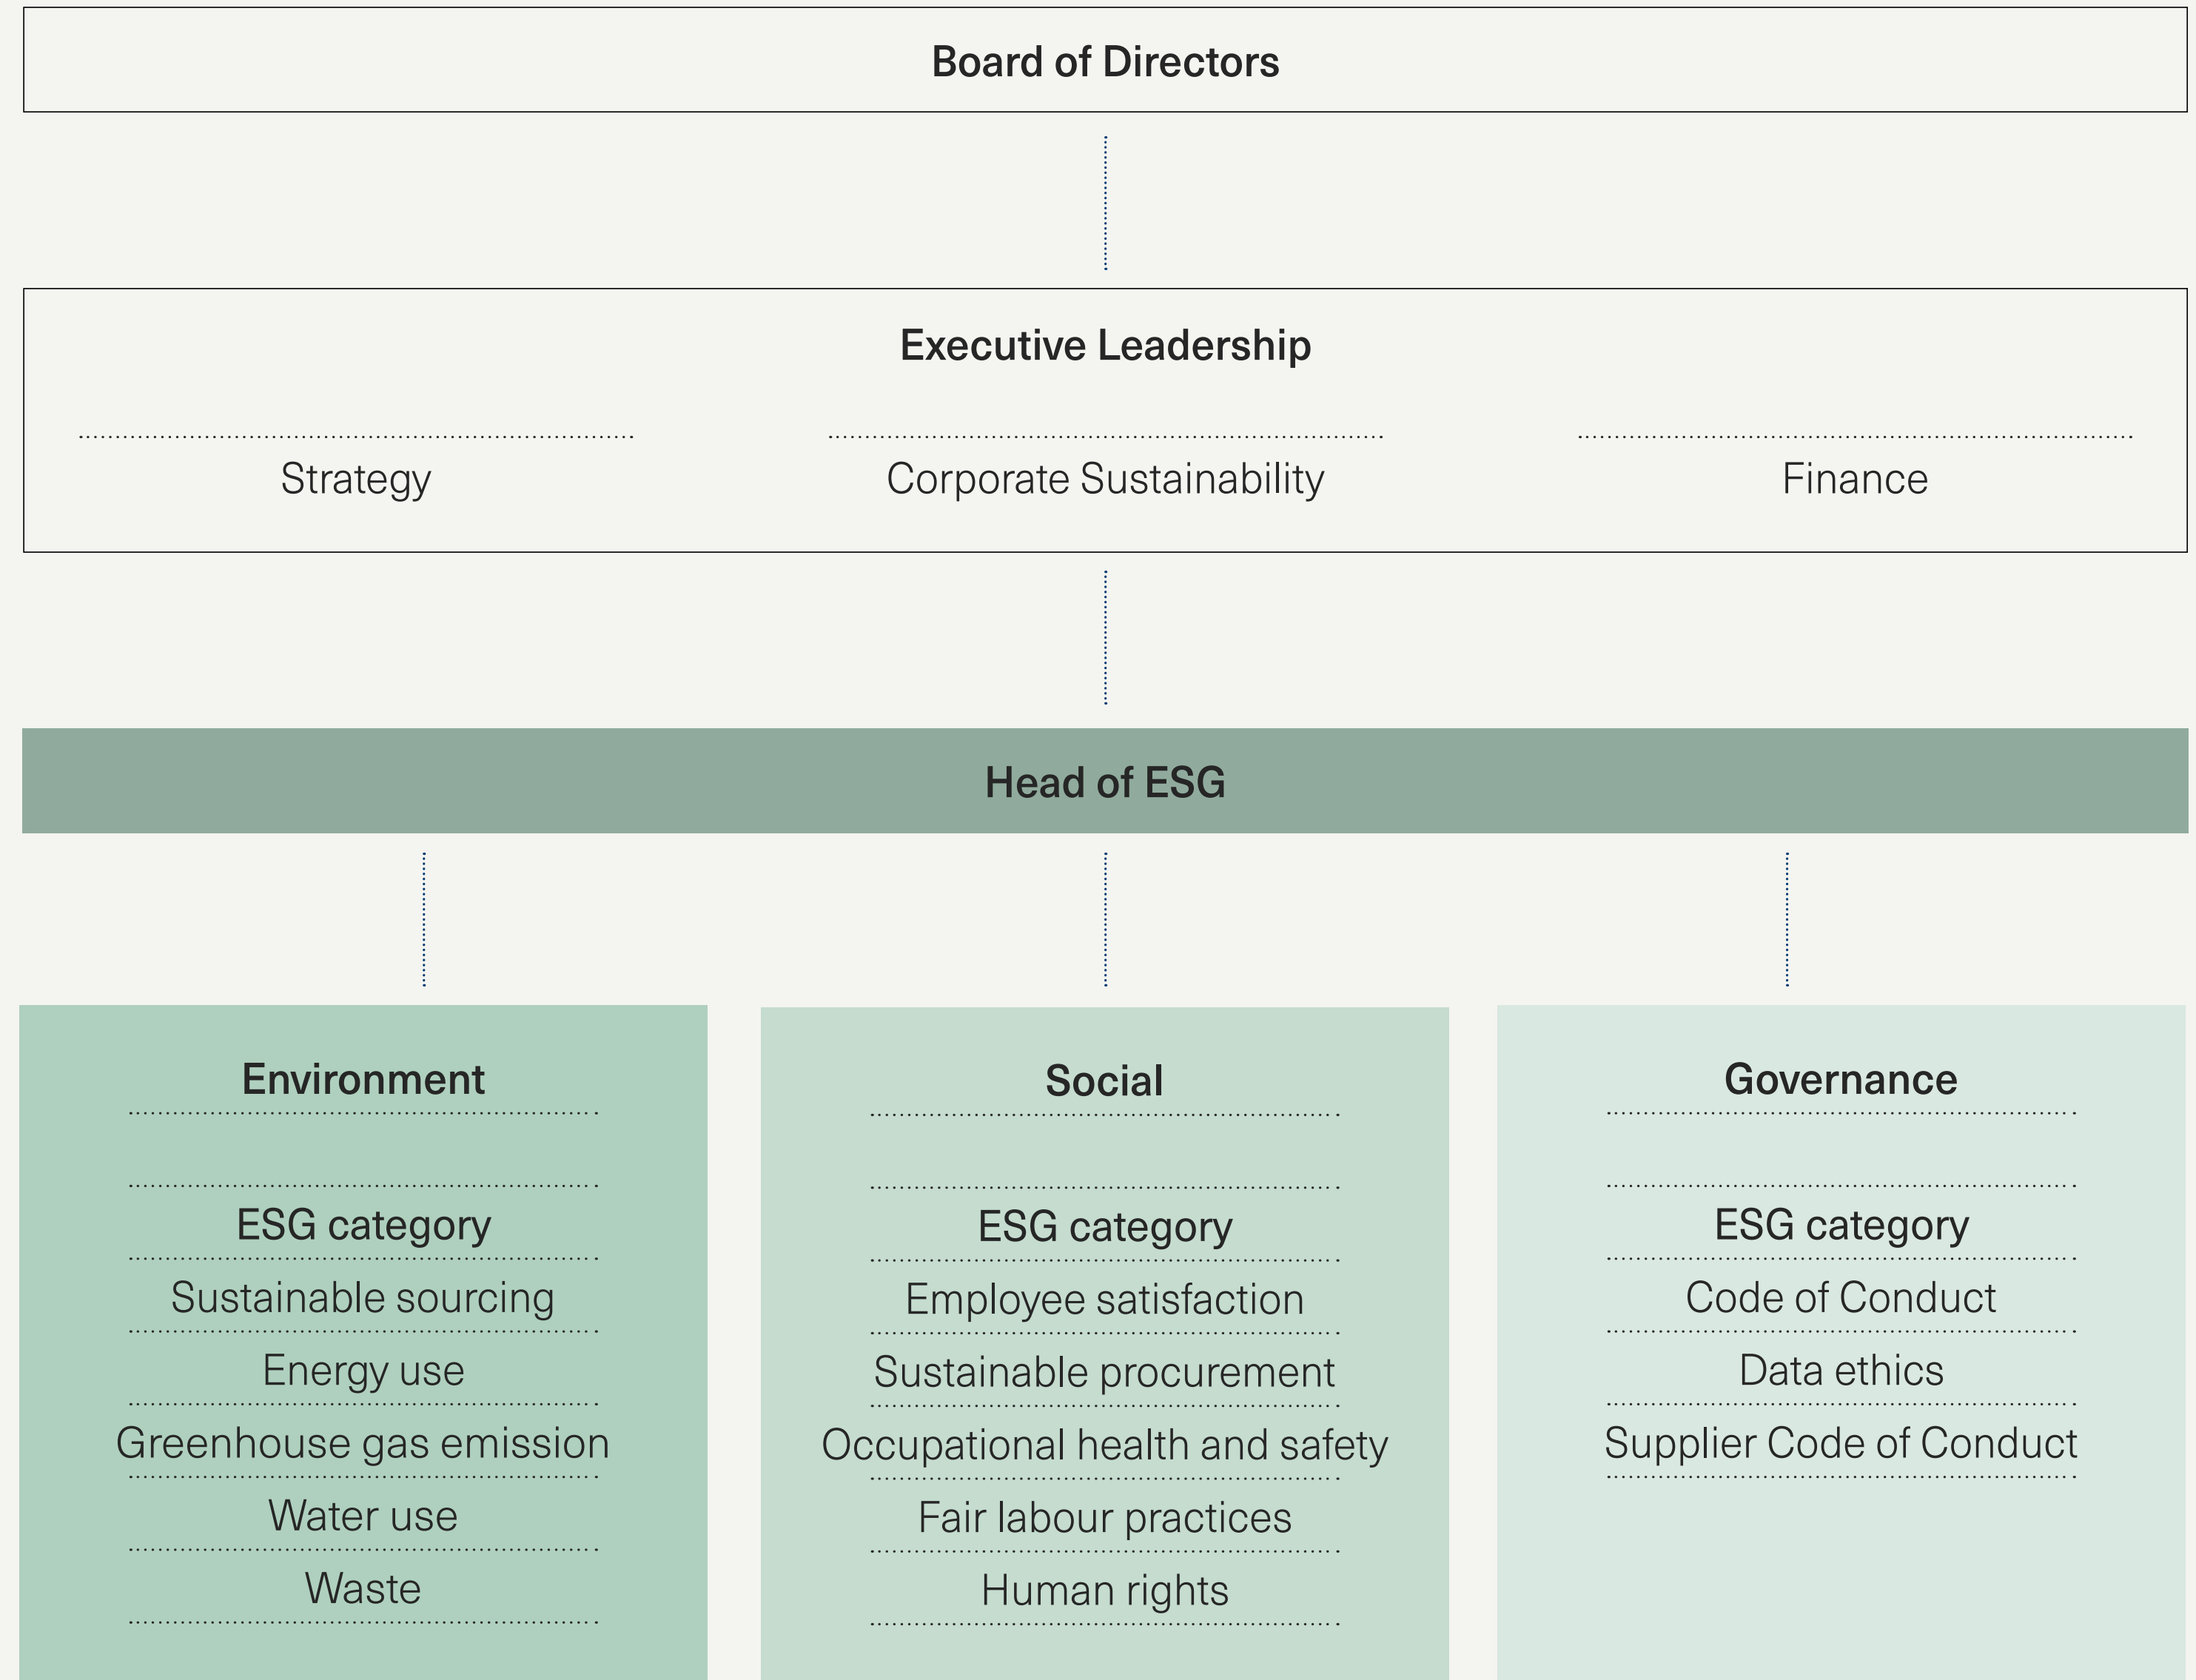 Board of Directors
Executive Leadership
Strategy
Corporate Sustainability
Finance
Head of ESG
Environment
ESG category
Sustainable sourcing
Energy use
Greenhouse gas emission
Water use
Waste
Social
ESG category
Employee satisfaction
Sustainable procurement
Occupational health and safety
Fair labour practices
Human rights
Governance
ESG category
Code of Conduct
Data ethics
Supplier Code of Conduct